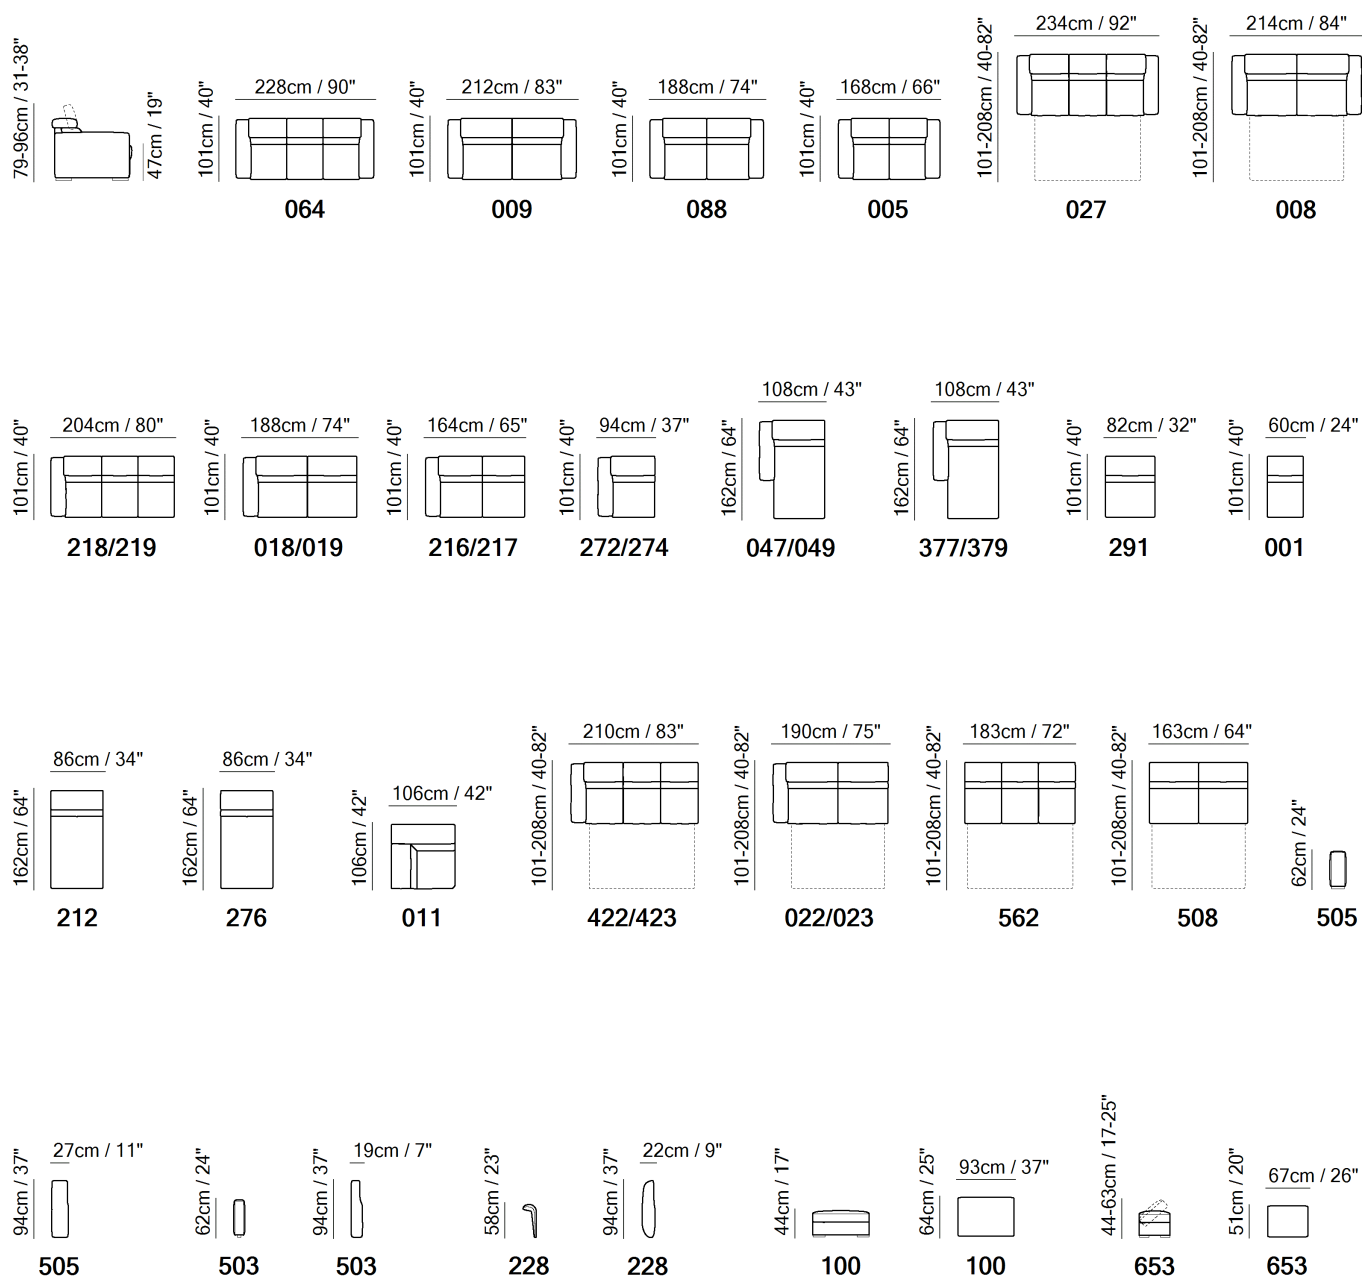 79-96cm / 31-38"
47cm / 19"
101cm / 40"
228cm / 90"
064
101cm / 40"
212cm / 83"
009
101cm / 40"
188cm / 74"
088
101cm / 40"
168cm / 66"
005
101-208cm / 40-82"
234cm / 92"
027
101-208cm / 40-82"
214cm / 84"
008
101cm / 40"
204cm / 80"
218/219
101cm / 40"
188cm / 74"
018/019
101cm / 40"
164cm / 65"
216/217
101cm / 40"
94cm / 37"
272/274
162cm / 64"
108cm / 43"
047/049
162cm / 64"
108cm / 43"
377/379
101cm / 40"
82cm / 32"
291
101cm / 40"
60cm / 24"
001
162cm / 64"
86cm / 34"
212
162cm / 64"
86cm / 34"
276
106cm / 42"
106cm / 42"
011
101-208cm / 40-82"
210cm / 83"
422/423
101-208cm / 40-82"
190cm / 75"
022/023
101-208cm / 40-82"
183cm / 72"
562
101-208cm / 40-82"
163cm / 64"
508
62cm / 24"
505
94cm / 37"
27cm / 11"
505
62cm / 24"
503
94cm / 37"
19cm / 7"
503
58cm / 23"
228
94cm / 37"
22cm / 9"
228
44cm / 17"
100
64cm / 25"
93cm / 37"
100
44-63cm / 17-25"
653
51cm / 20"
67cm / 26"
653